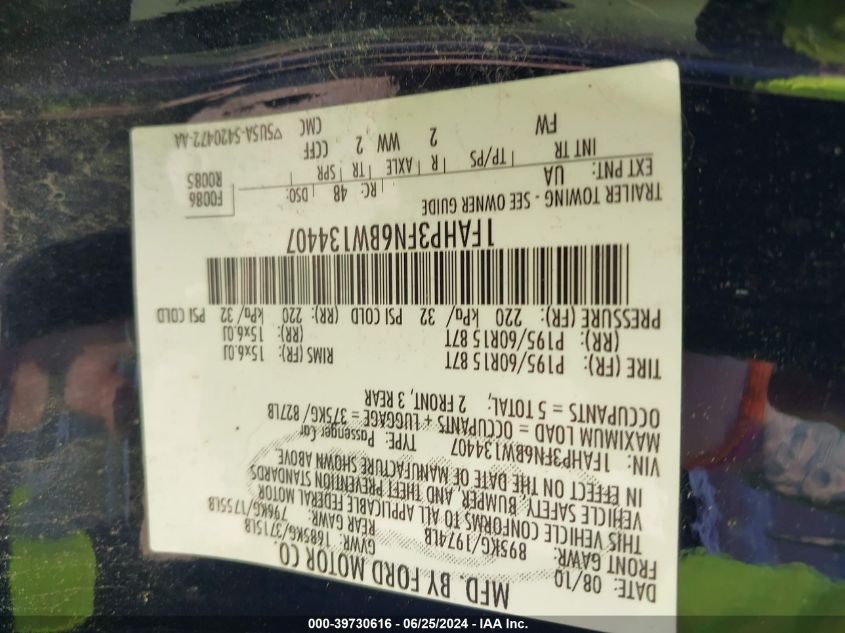 MFD. BY FORD MOTOR CO.
DATE: 08/10 GVWR: 1685KG/3715LB
FRONT GAWR: REAR GAWR:
895KG/1974LB 796KG/1755LB
THIS VEHICLE CONFORMS TO ALL APPLICABLE FEDERAL MOTOR
VEHICLE SAFETY, BUMPER, AND THEFT PREVENTION STANDARDS
IN EFFECT ON THE DATE OF MANUFACTURE SHOWN ABOVE.
VIN: 1FAHP3FN6BW134407 TYPE: Passenger Car
MAXIMUM LOAD = OCCUPANTS + LUGGAGE = 375KG/ 827LB
OCCUPANTS = 5 TOTAL, 2 FRONT, 3 REAR
TIRE (FR): P195/60R15 87T RIMS (FR): 15x6.0J
(RR): P195/60R15 87T (RR): 15x6.0J
PRESSURE (FR): 220 kPa/ 32 PSI COLD (RR): 220 kPa/ 32 PSI COLD
1FAHP3FN6BW134407
TRAILER TOWING - SEE OWNER GUIDE
EXT PNT: UA RC: 48 DSO: F0086
R0085
INT TR | TP/PS | R | AXLE | TR | SPR
FW 2 WW , 2 CCFF
CMC ▽5USA-5420472-AA
000-39730616 - 06/25/2024 - IAA Inc.